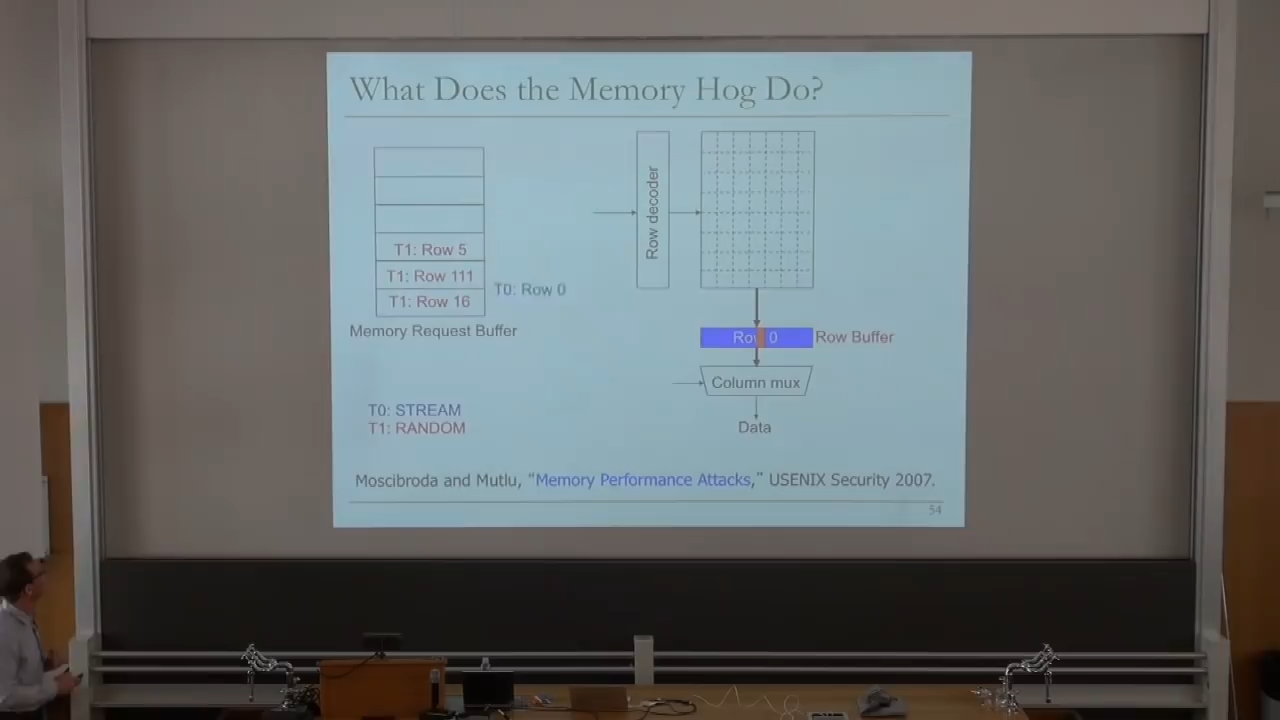 What Does the Memory Hog Do?
T1: Row 5
T1: Row 111
T1: Row 16
T0: Row 0
Memory Request Buffer
Row decoder
Row 0
Row Buffer
Column mux
Data
T0: STREAM
T1: RANDOM
Moscibroda and Mutlu, “Memory Performance Attacks,” USENIX Security 2007.
54